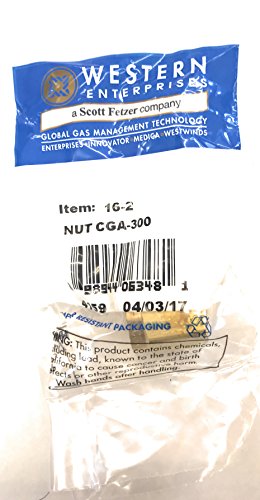 WESTERN
ENTERPRISES
a Scott Fetzer company
GLOBAL GAS MANAGEMENT TECHNOLOGY
ENTERPRISES•INNOVATOR MEDIGA WESTWINDS
Item: 16-2
NUT CGA-300
04/03/17
RESISTANT PACKAGING
This product contains chemicals,
lead, known to the state of
to cause cancer and birth
or other reproductive harm.
Wash hands after handling.